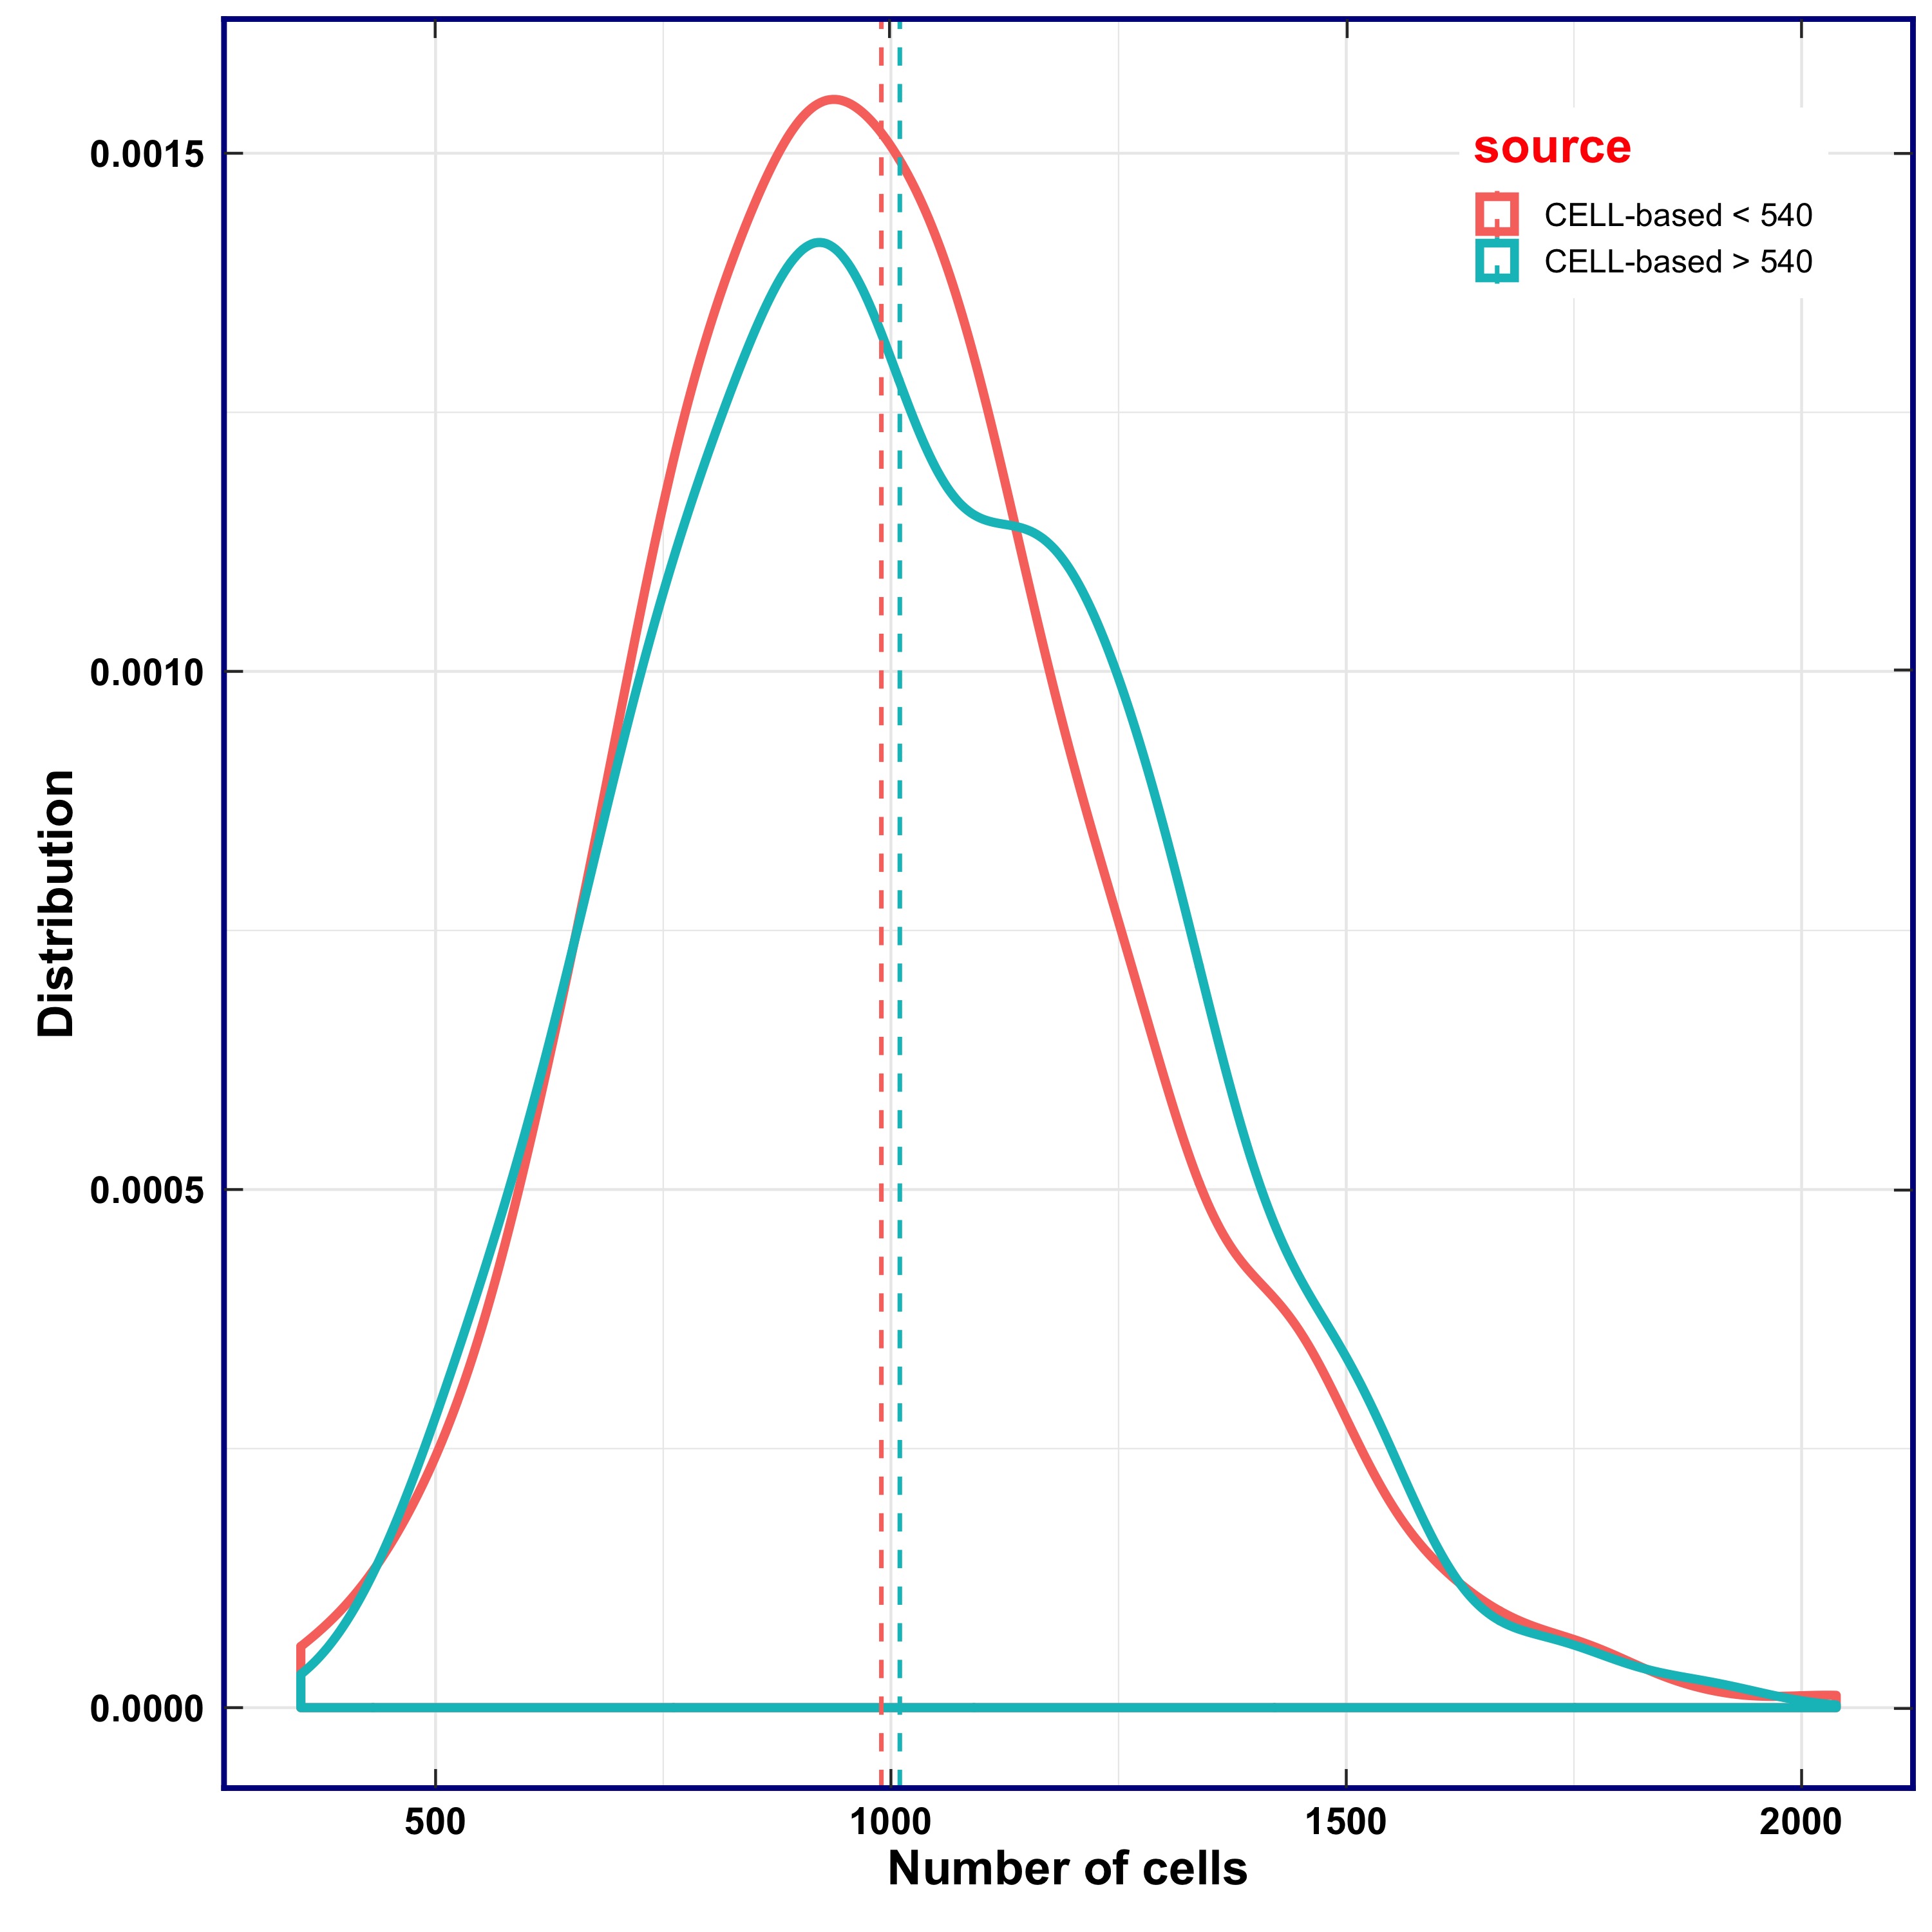 0.0015
0.0010
0.0005
0.0000
Distribution
source
CELL-based < 540
CELL-based > 540
500 1000 1500 2000
Number of cells